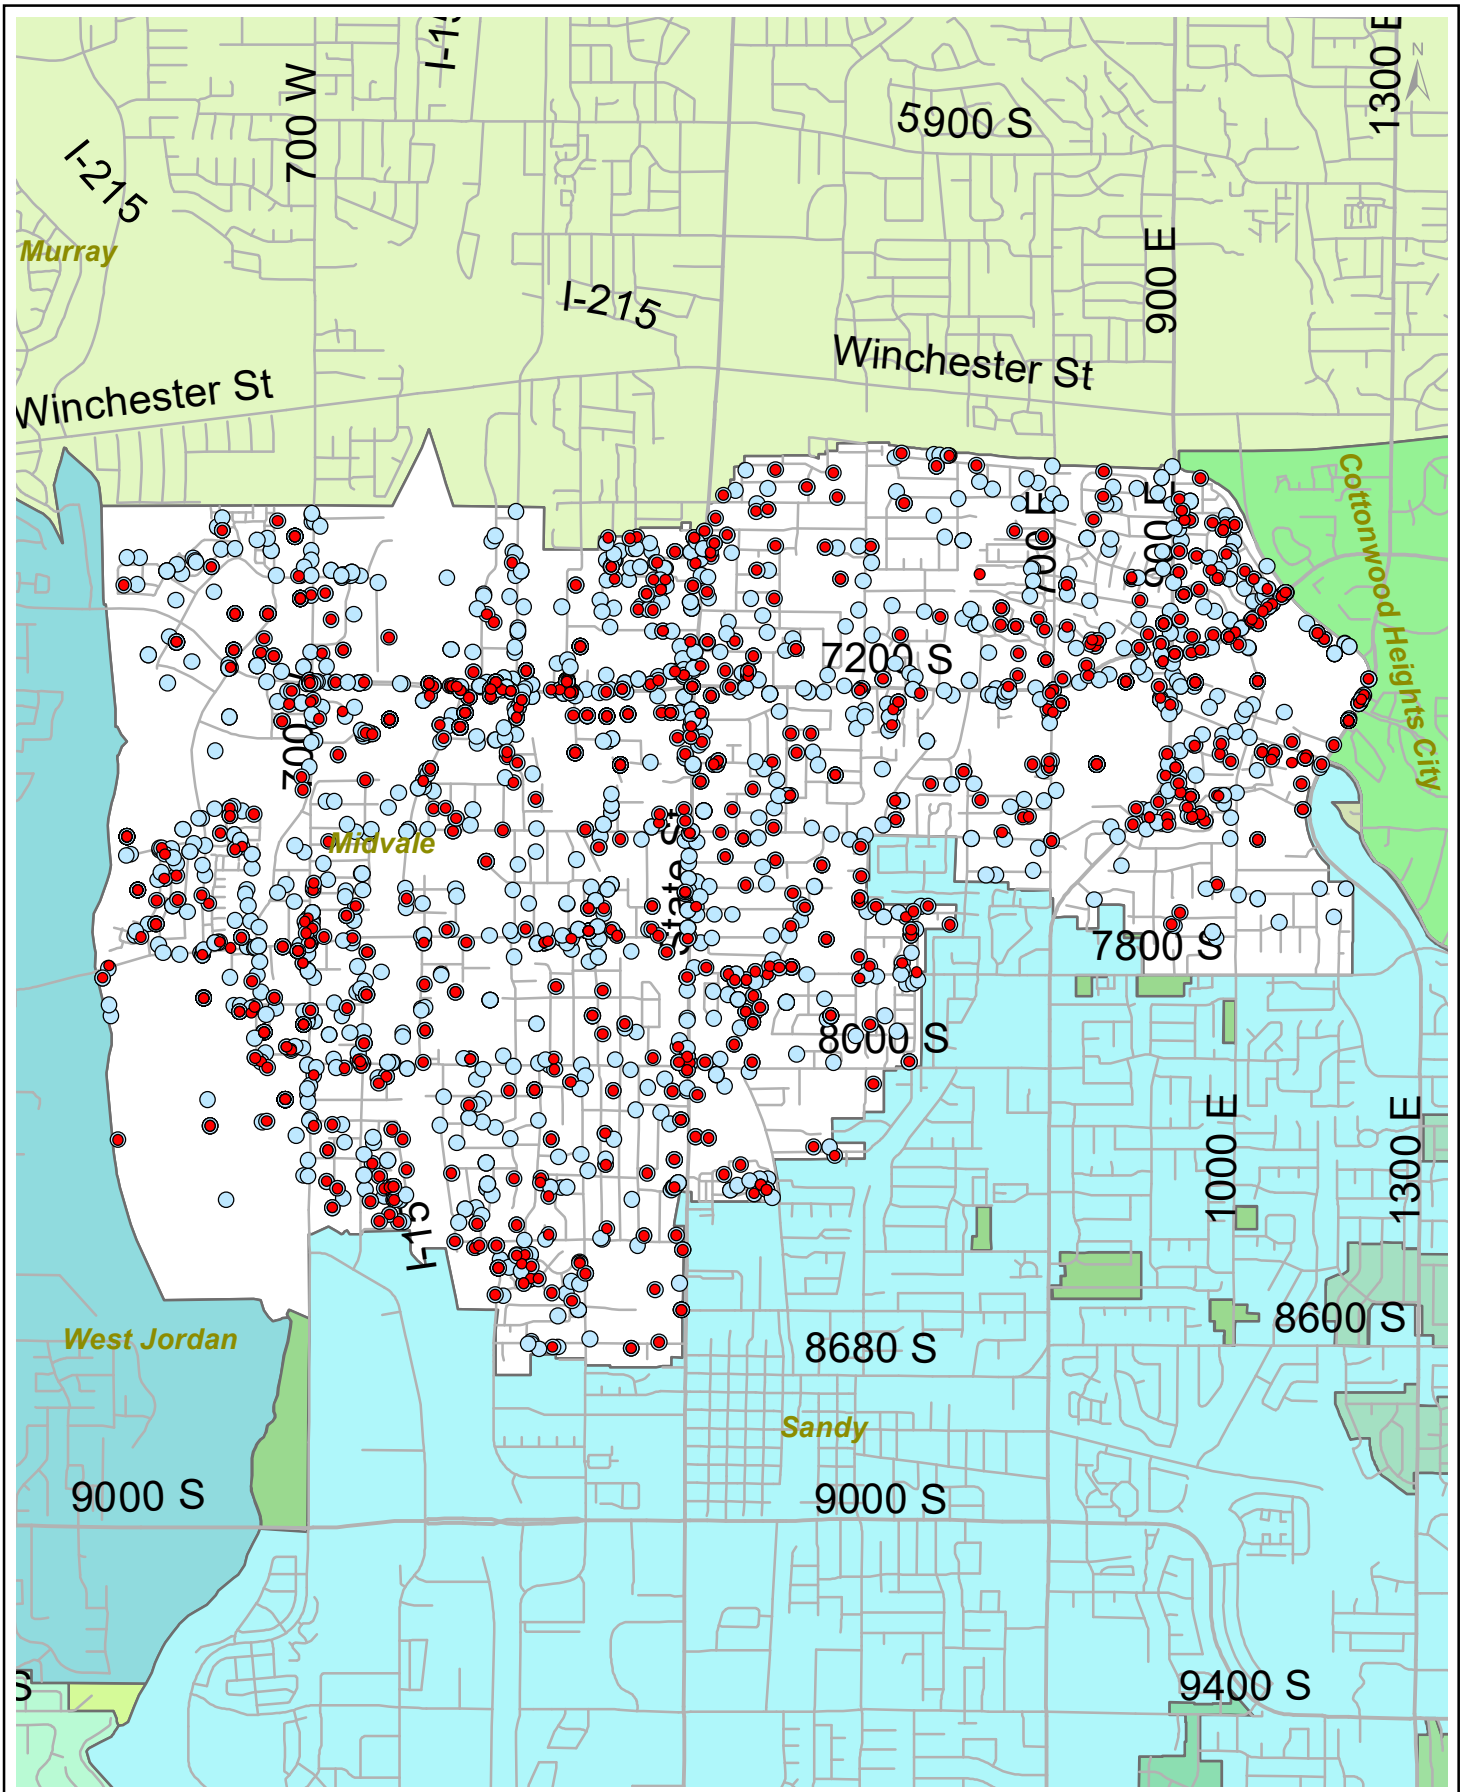 1300 E
N
700 W
5900 S
I-215
Murray
900 E
I-215
Winchester St
Winchester St
Cottonwood Heights City
700 E
900 E
7200 S
700 W
Midvale
State St
7800 S
8000 S
1000 E
1300 E
I-15
8600 S
West Jordan
8680 S
Sandy
9000 S
9000 S
9400 S
S